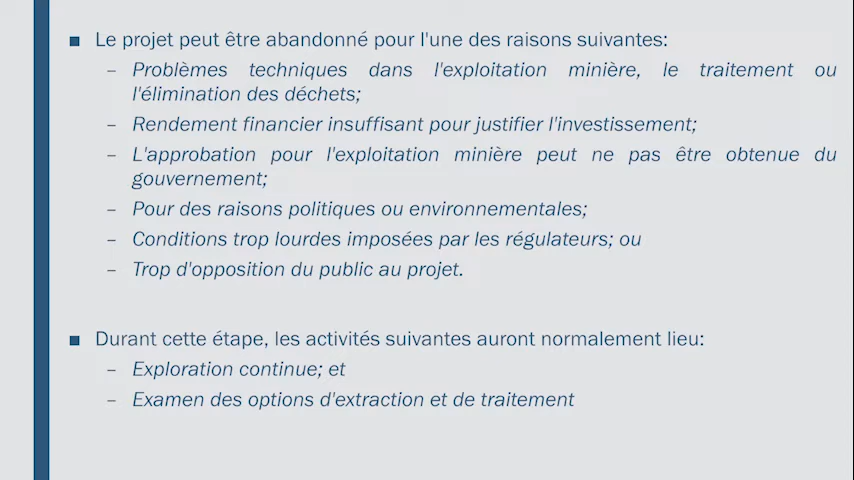 ■ Le projet peut être abandonné pour l'une des raisons suivantes:
– Problèmes techniques dans l'exploitation minière, le traitement ou
l'élimination des déchets;
– Rendement financier insuffisant pour justifier l'investissement;
– L'approbation pour l'exploitation minière peut ne pas être obtenue du
gouvernement;
– Pour des raisons politiques ou environnementales;
– Conditions trop lourdes imposées par les régulateurs; ou
– Trop d'opposition du public au projet.
■ Durant cette étape, les activités suivantes auront normalement lieu:
– Exploration continue; et
– Examen des options d'extraction et de traitement